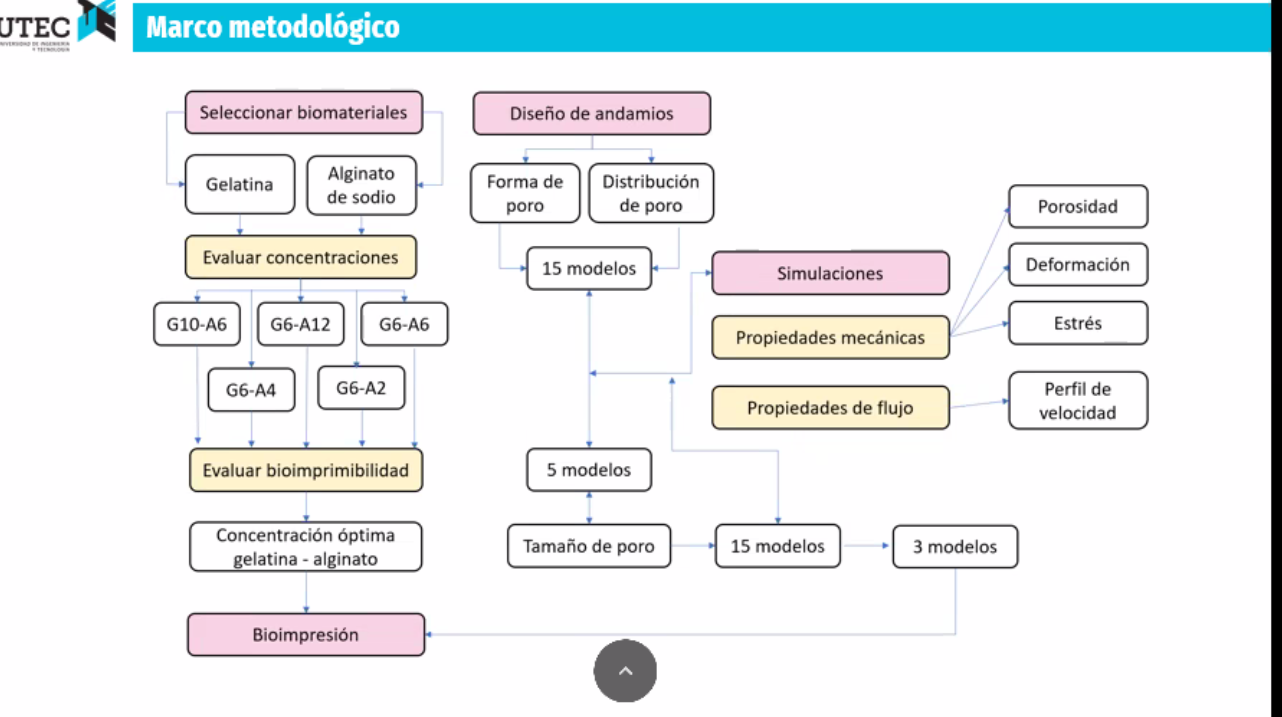 UTEC
UNIVERSIDAD DE INGENIERÍA
Y TECNOLOGÍA
Marco metodológico
Seleccionar biomateriales
Gelatina
Alginato
de sodio
Evaluar concentraciones
G10-A6
G6-A12
G6-A6
G6-A4
G6-A2
Evaluar bioimprimibilidad
Concentración óptima
gelatina - alginato
Bioimpresión
Diseño de andamios
Forma de
poro
Distribución
de poro
15 modelos
5 modelos
Tamaño de poro
15 modelos
3 modelos
Simulaciones
Propiedades mecánicas
Propiedades de flujo
Porosidad
Deformación
Estrés
Perfil de
velocidad